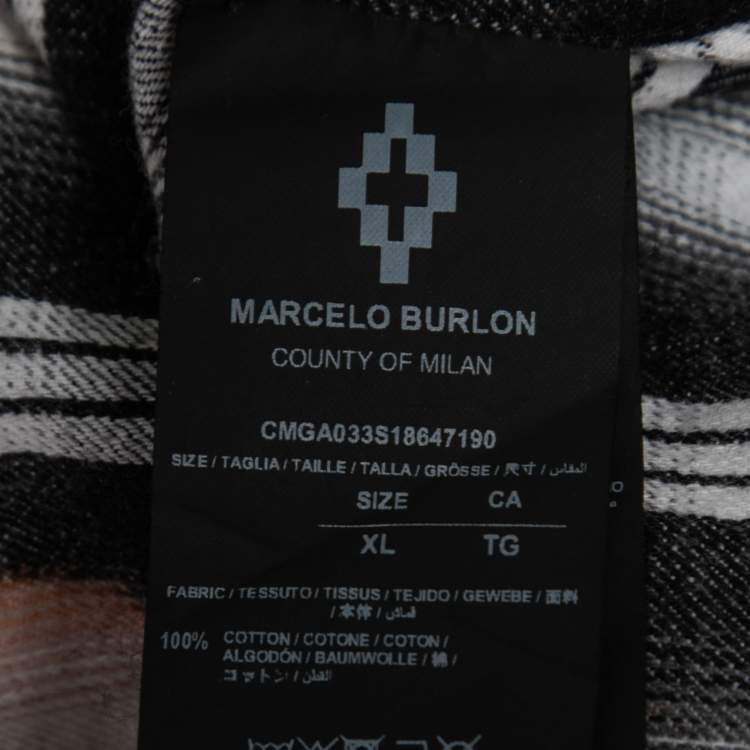 MARCELO BURLON
COUNTY OF MILAN
CMGA033S18647190
SIZE / TAGLIA / TAILLE / TALLA / GRÖSSE / 尺寸 / المقاس
SIZE CA
XL TG
FABRIC / TESSUTO / TISSUS / TEJIDO / GEWEBE / 面料
/ 本体 / القماش
100% COTTON / COTONE / COTON /
ALGODÓN / BAUMWOLLE / 棉 /
コットン / القطن